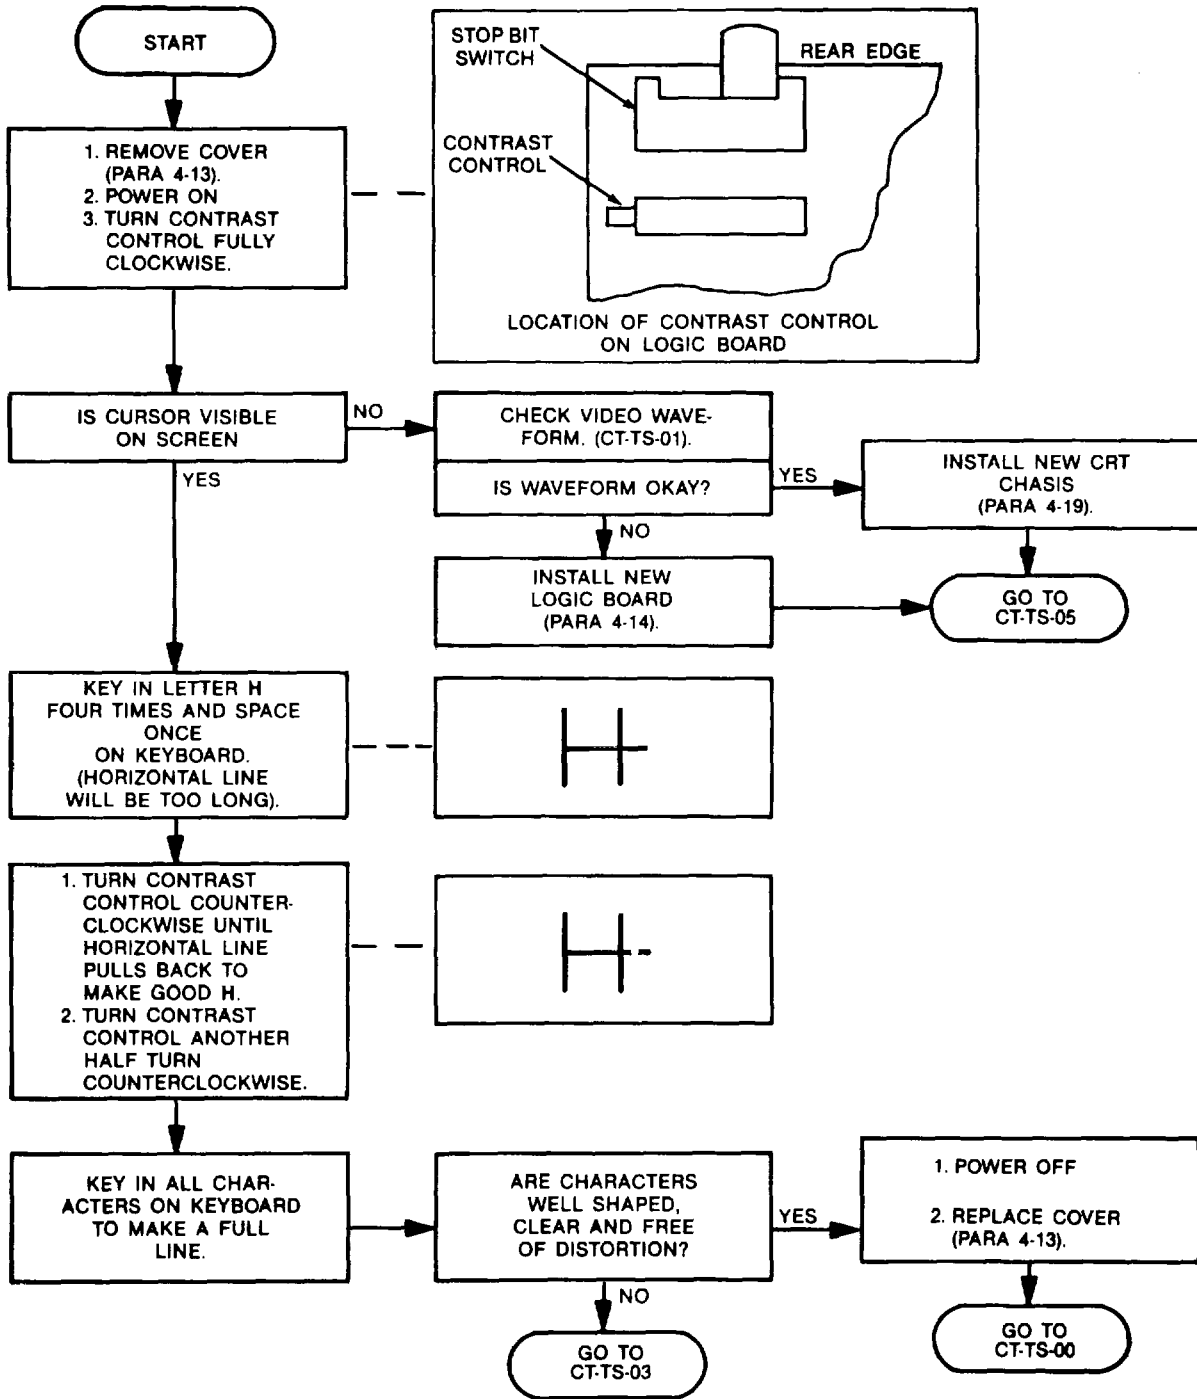 START
STOP BIT
SWITCH
REAR EDGE
CONTRAST
CONTROL
LOCATION OF CONTRAST CONTROL
ON LOGIC BOARD
1. REMOVE COVER
(PARA 4-13).
2. POWER ON
3. TURN CONTRAST
CONTROL FULLY
CLOCKWISE.
IS CURSOR VISIBLE
ON SCREEN
NO
YES
CHECK VIDEO WAVE-
FORM. (CT-TS-01).
IS WAVEFORM OKAY?
YES
NO
INSTALL NEW CRT
CHASIS
(PARA 4-19).
INSTALL NEW
LOGIC BOARD
(PARA 4-14).
GO TO
CT-TS-05
KEY IN LETTER H
FOUR TIMES AND SPACE
ONCE
ON KEYBOARD.
(HORIZONTAL LINE
WILL BE TOO LONG).
1. TURN CONTRAST
CONTROL COUNTER-
CLOCKWISE UNTIL
HORIZONTAL LINE
PULLS BACK TO
MAKE GOOD H.
2. TURN CONTRAST
CONTROL ANOTHER
HALF TURN
COUNTERCLOCKWISE.
KEY IN ALL CHAR-
ACTERS ON KEYBOARD
TO MAKE A FULL
LINE.
ARE CHARACTERS
WELL SHAPED,
CLEAR AND FREE
OF DISTORTION?
YES
NO
1. POWER OFF
2. REPLACE COVER
(PARA 4-13).
GO TO
CT-TS-03
GO TO
CT-TS-00